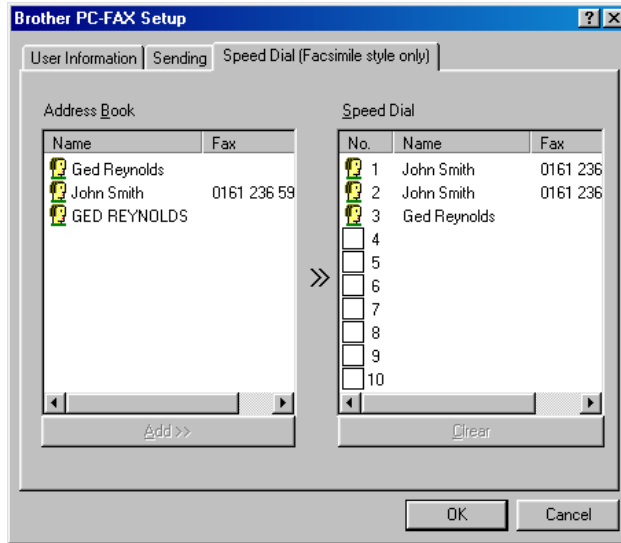 Brother PC-FAX Setup
User Information Sending Speed Dial (Facsimile style only)
Address Book
Name Fax
Ged Reynolds
John Smith 0161 236 59
GED REYNOLDS
Add >>
Speed Dial
No. Name Fax
1 John Smith 0161 236
2 John Smith 0161 236
3 Ged Reynolds
4
5
6
7
8
9
10
Clrear
OK Cancel